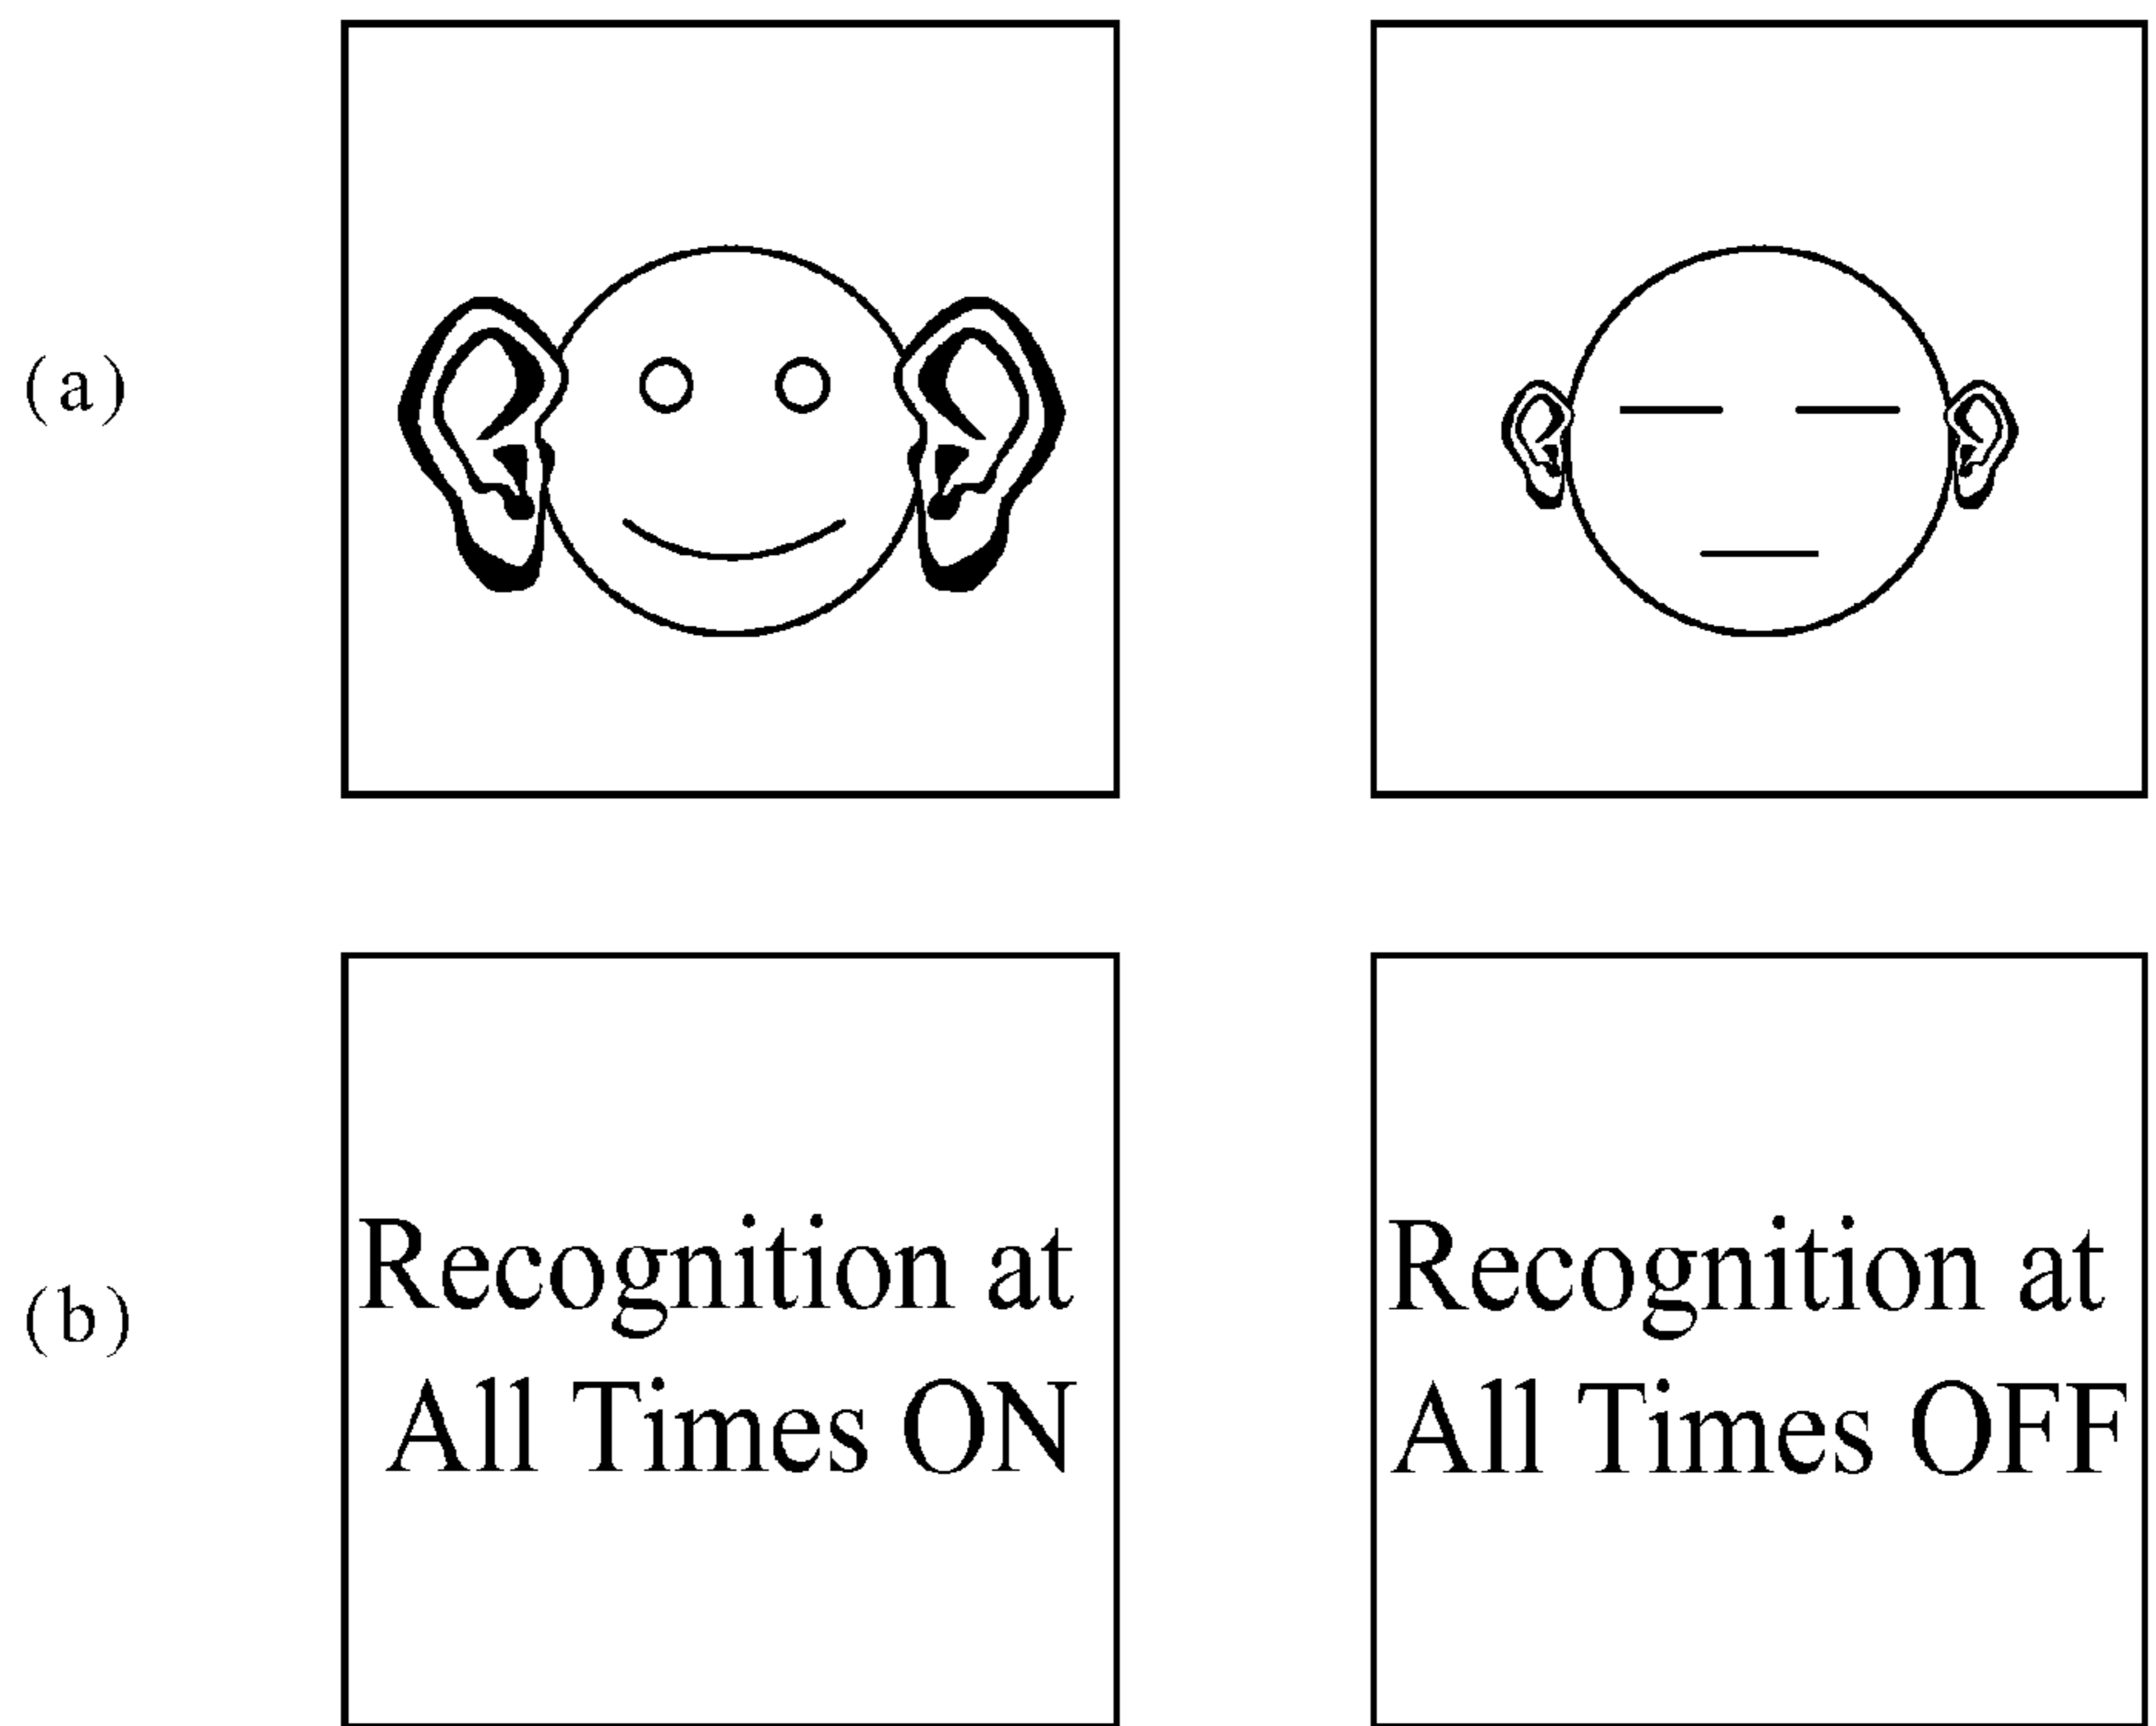 (a)
(b)
Recognition at
All Times ON
Recognition at
All Times OFF